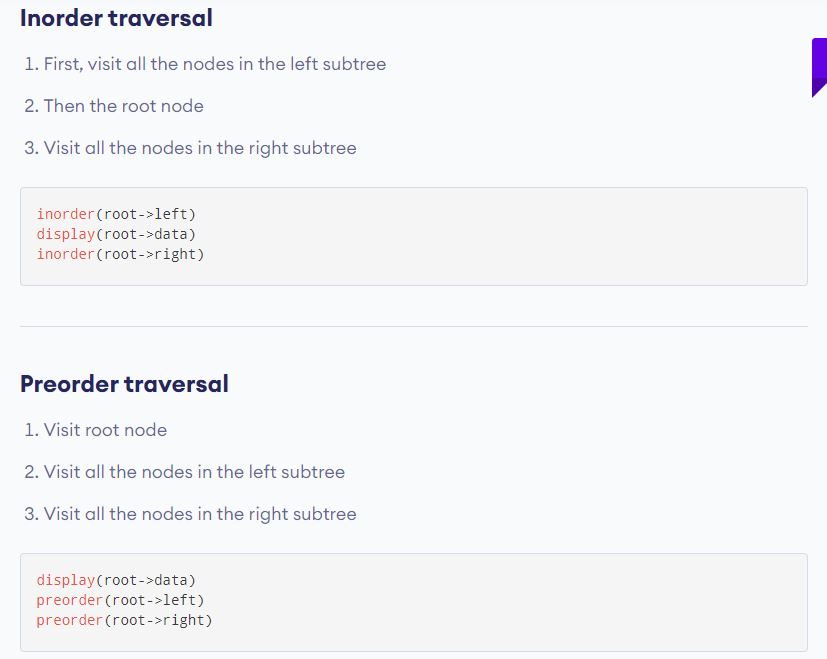 Inorder traversal
1. First, visit all the nodes in the left subtree
2. Then the root node
3. Visit all the nodes in the right subtree
inorder(root->left)
display(root->data)
inorder(root->right)
Preorder traversal
1. Visit root node
2. Visit all the nodes in the left subtree
3. Visit all the nodes in the right subtree
display(root->data)
preorder(root->left)
preorder(root->right)